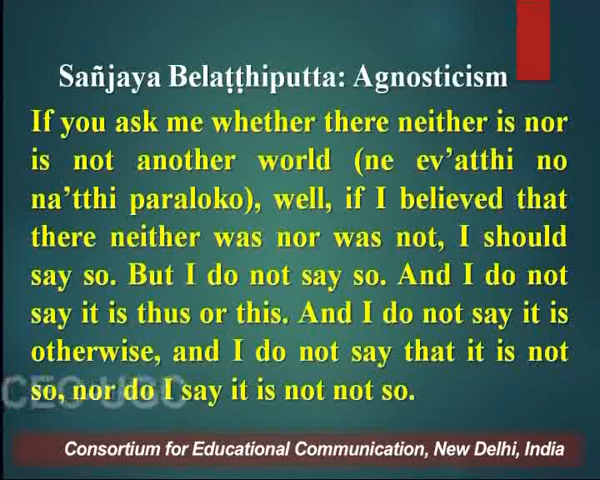 Sañjaya Belaṭṭhiputta: Agnosticism
If you ask me whether there neither is nor
is not another world (ne ev’atthi no
na’tthi paraloko), well, if I believed that
there neither was nor was not, I should
say so. But I do not say so. And I do not
say it is thus or this. And I do not say it is
otherwise, and I do not say that it is not
so, nor do I say it is not not so.
CEC-UGC
Consortium for Educational Communication, New Delhi, India